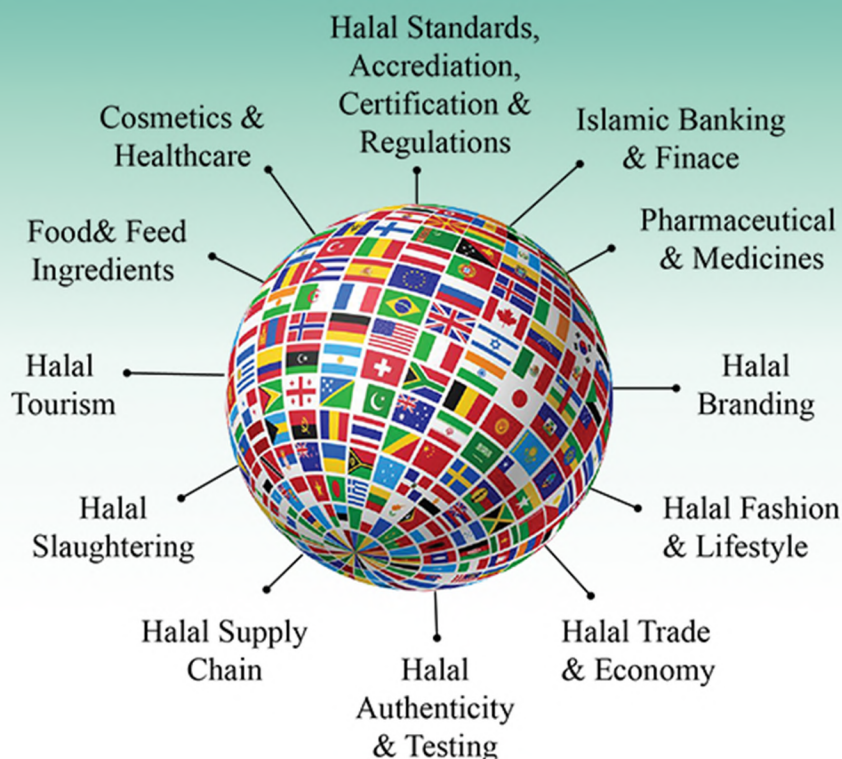 Halal Standards,
Accrediation,
Certification &
Regulations
Islamic Banking
& Finace
Pharmaceutical
& Medicines
Halal
Branding
Halal Fashion
& Lifestyle
Halal Trade
& Economy
Halal
Authenticity
& Testing
Halal Supply
Chain
Halal
Slaughtering
Halal
Tourism
Food& Feed
Ingredients
Cosmetics &
Healthcare